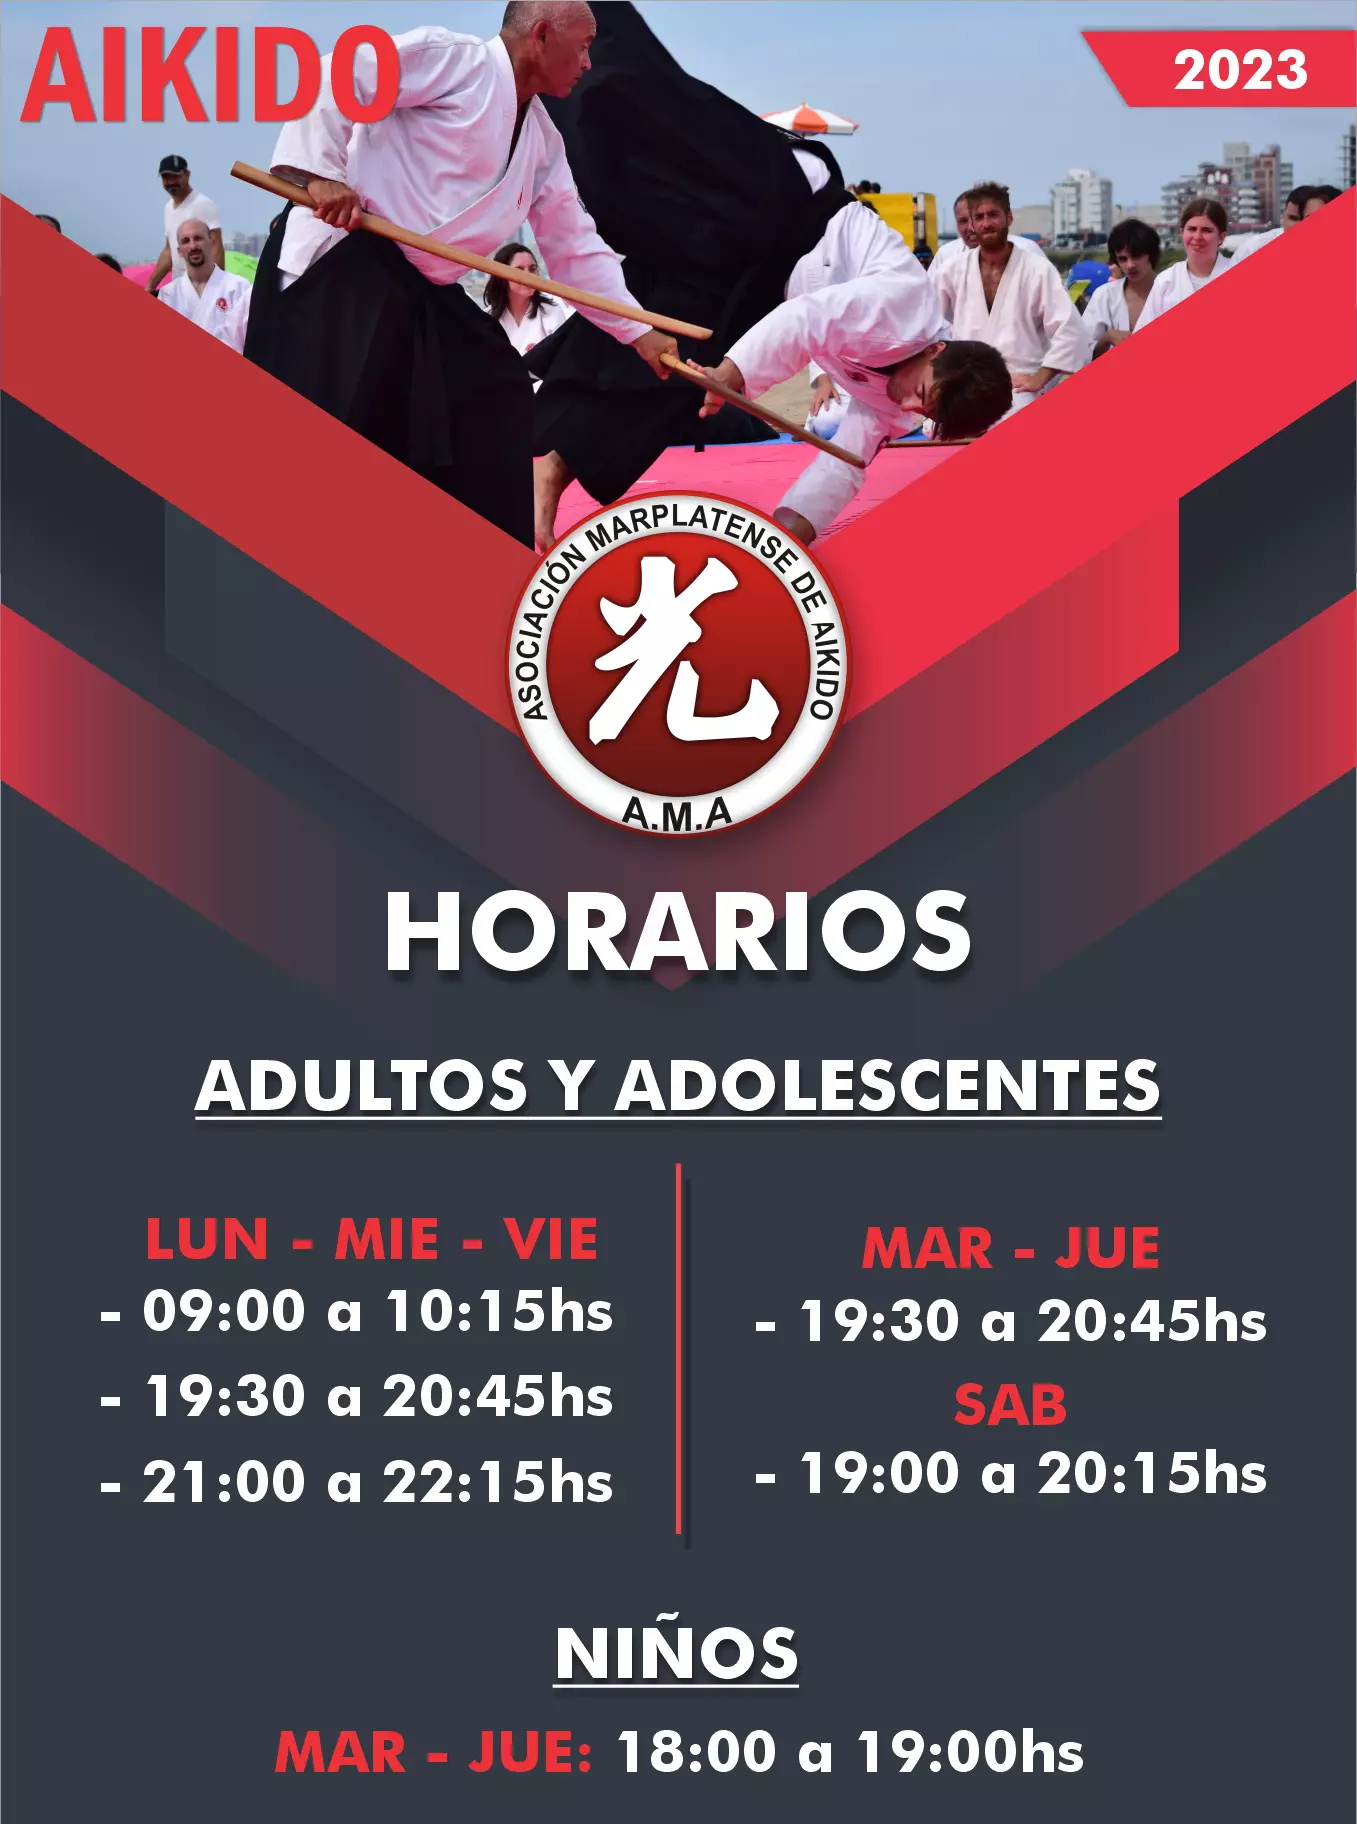 AIKIDO
2023
ASOCIACIÓN MARPLATENSE DE AIKIDO
光
A.M.A
HORARIOS
ADULTOS Y ADOLESCENTES
LUN - MIE - VIE
- 09:00 a 10:15hs
- 19:30 a 20:45hs
- 21:00 a 22:15hs
MAR - JUE
- 19:30 a 20:45hs
SAB
- 19:00 a 20:15hs
NIÑOS
MAR - JUE: 18:00 a 19:00hs